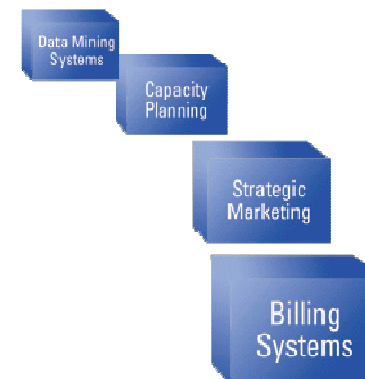 Data Mining
Systems
Capacity
Planning
Strategic
Marketing
Billing
Systems